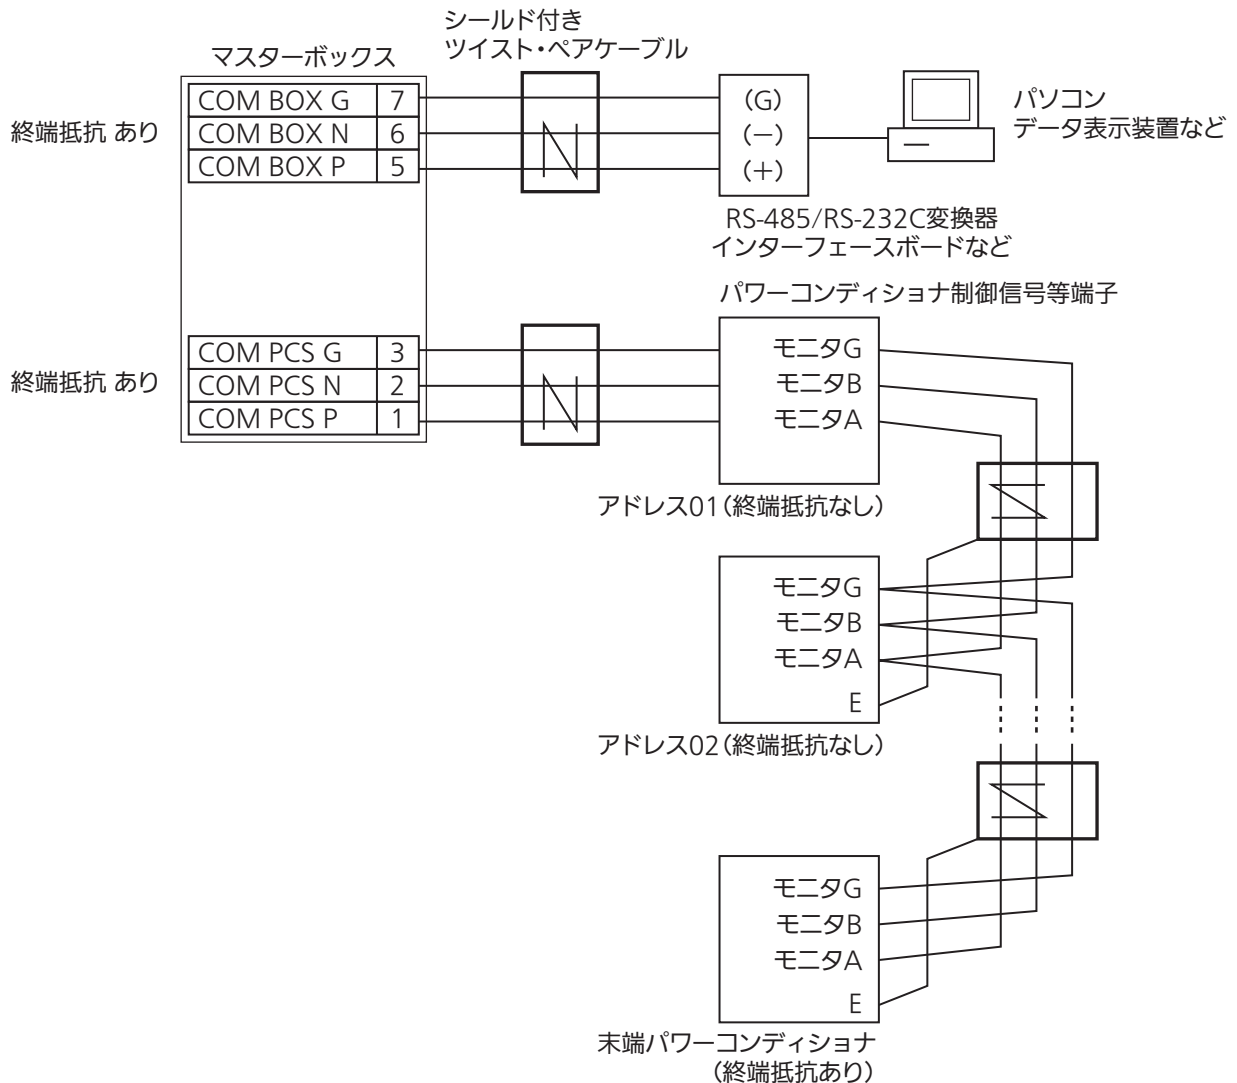 シールド付き
ツイスト・ペアケーブル
マスターボックス
終端抵抗 あり
COM BOX G 7
COM BOX N 6
COM BOX P 5
(G)
(−)
(+)
パソコン
データ表示装置など
RS-485/RS-232C変換器
インターフェースボードなど
パワーコンディショナ制御信号等端子
終端抵抗 あり
COM PCS G 3
COM PCS N 2
COM PCS P 1
モニタG
モニタB
モニタA
アドレス01(終端抵抗なし)
モニタG
モニタB
モニタA
E
アドレス02(終端抵抗なし)
モニタG
モニタB
モニタA
E
末端パワーコンディショナ
(終端抵抗あり)